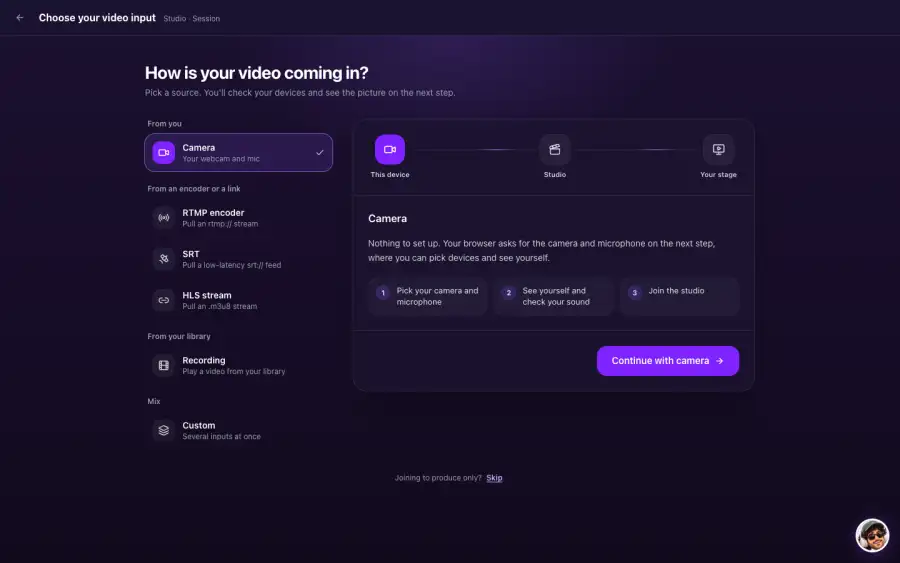 Choose your video input Studio · Session
How is your video coming in?
Pick a source. You'll check your devices and see the picture on the next step.
From you
Camera
Your webcam and mic
From an encoder or a link
RTMP encoder
Pull an rtmp:// stream
SRT
Pull a low-latency srt:// feed
HLS stream
Pull an .m3u8 stream
From your library
Recording
Play a video from your library
Mix
Custom
Several inputs at once
This device
Studio
Your stage
Camera
Nothing to set up. Your browser asks for the camera and microphone on the next step,
where you can pick devices and see yourself.
1 Pick your camera and
microphone
2 See yourself and
check your sound
3 Join the studio
Continue with camera →
Joining to produce only? Skip